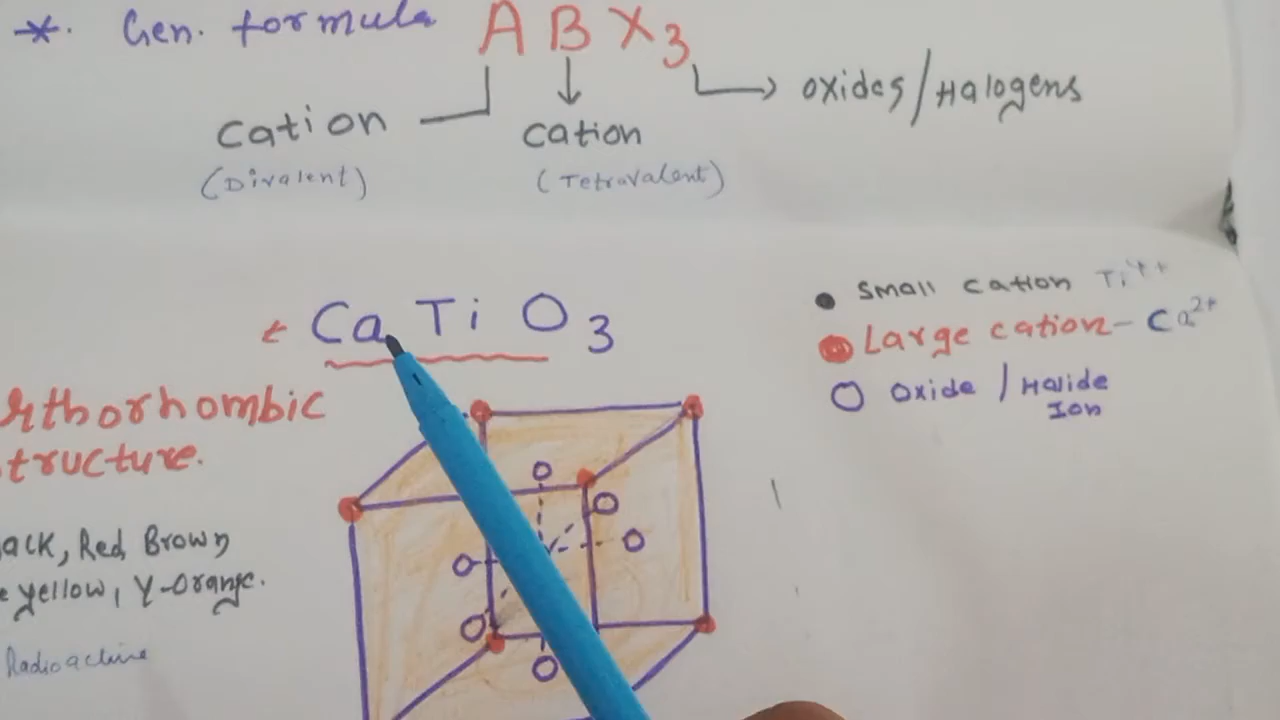 *. Gen. formula ABX3
Cation
(Divalent)
Cation
(Tetravalent)
Oxides/Halogens
CaTiO3
Small cation Ti4+
Large cation - Ca2+
Oxide / Halide
Ion
rthorhombic
tructure.
ack, Red Brown
e yellow, Y-Orange.
Radioactive